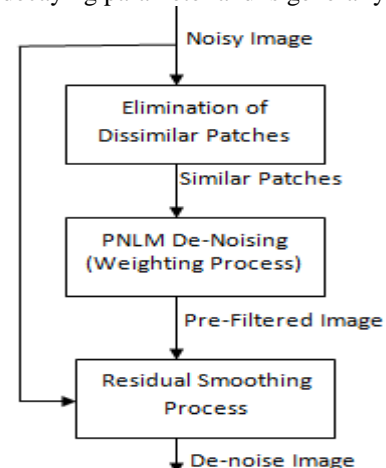 Noisy Image
Elimination of
Dissimilar Patches
Similar Patches
PNLM De-Noising
(Weighting Process)
Pre-Filtered Image
Residual Smoothing
Process
De-noise Image